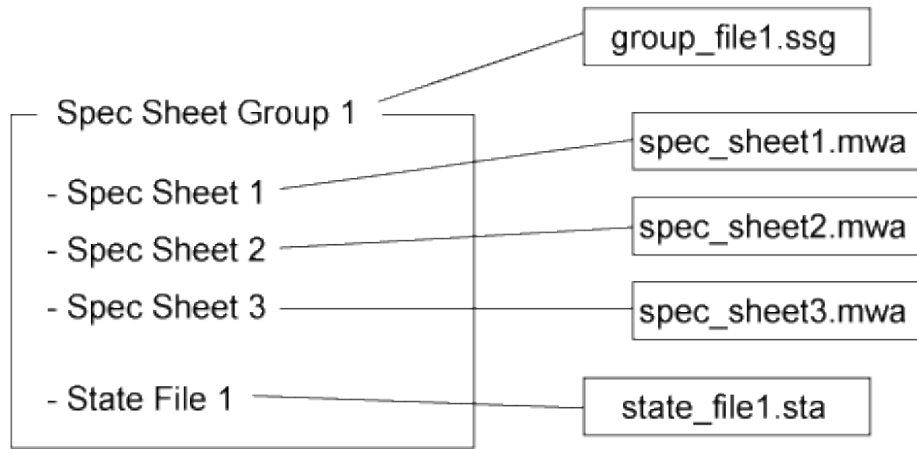 group_file1.ssg
Spec Sheet Group 1
spec_sheet1.mwa
- Spec Sheet 1
spec_sheet2.mwa
- Spec Sheet 2
- Spec Sheet 3
spec_sheet3.mwa
- State File 1
state_file1.sta